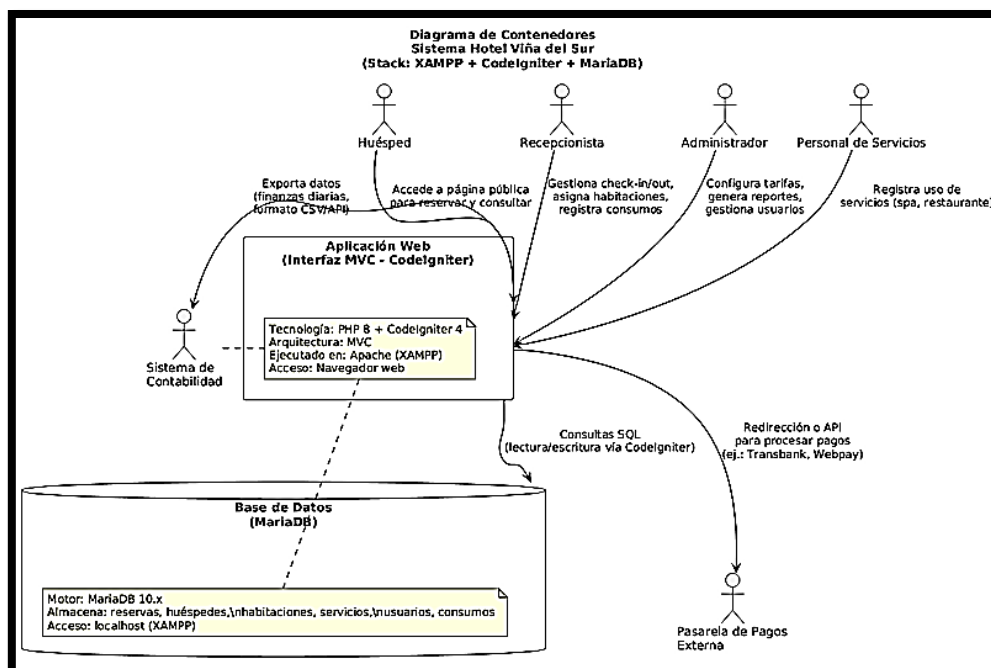 Diagrama de Contenedores
Sistema Hotel Viña del Sur
(Stack: XAMPP + CodeIgniter + MariaDB)
Huésped
Recepcionista
Administrador
Personal de Servicios
Exporta datos
(finanzas diarias,
formato CSV/API)
Accede a página pública
para reservar y consultar
Gestiona check-in/out,
asigna habitaciones,
registra consumos
Configura tarifas,
genera reportes,
gestiona usuarios
Registra uso de
servicios (spa, restaurante)
Aplicación Web
(Interfaz MVC - CodeIgniter)
Tecnología: PHP 8 + CodeIgniter 4
Arquitectura: MVC
Ejecutado en: Apache (XAMPP)
Acceso: Navegador web
Sistema de
Contabilidad
Consultas SQL
(lectura/escritura vía CodeIgniter)
Redirección o API
para procesar pagos
(ej.: Transbank, Webpay)
Base de Datos
(MariaDB)
Motor: MariaDB 10.x
Almacena: reservas, huéspedes,\nhabitaciones, servicios,\nusuarios, consumos
Acceso: localhost (XAMPP)
Pasarela de Pagos
Externa